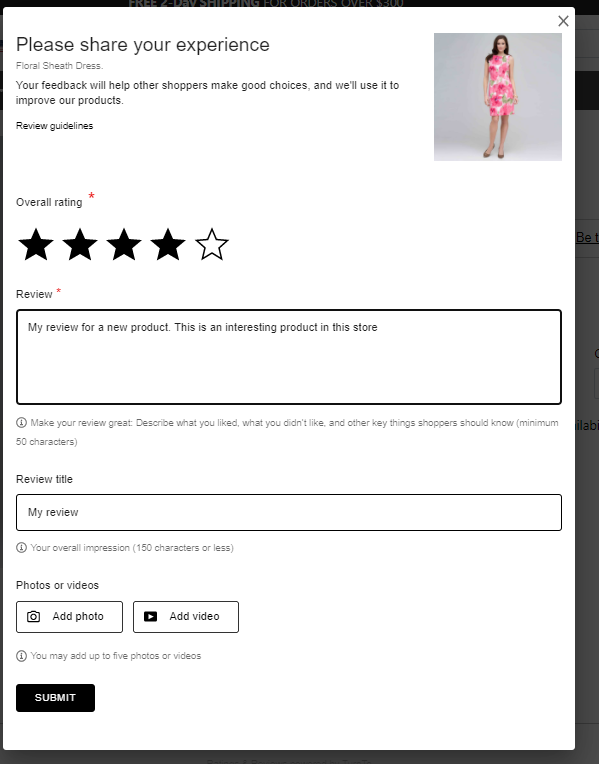 FREE 2-Day SHIPPING FOR ORDERS OVER $300
Please share your experience
Floral Sheath Dress.
Your feedback will help other shoppers make good choices, and we'll use it to
improve our products.
Review guidelines
Overall rating *
Be t
Review *
My review for a new product. This is an interesting product in this store
Make your review great: Describe what you liked, what you didn't like, and other key things shoppers should know (minimum
50 characters)
ilabi
Review title
My review
Your overall impression (150 characters or less)
Photos or videos
Add photo
Add video
You may add up to five photos or videos
SUBMIT